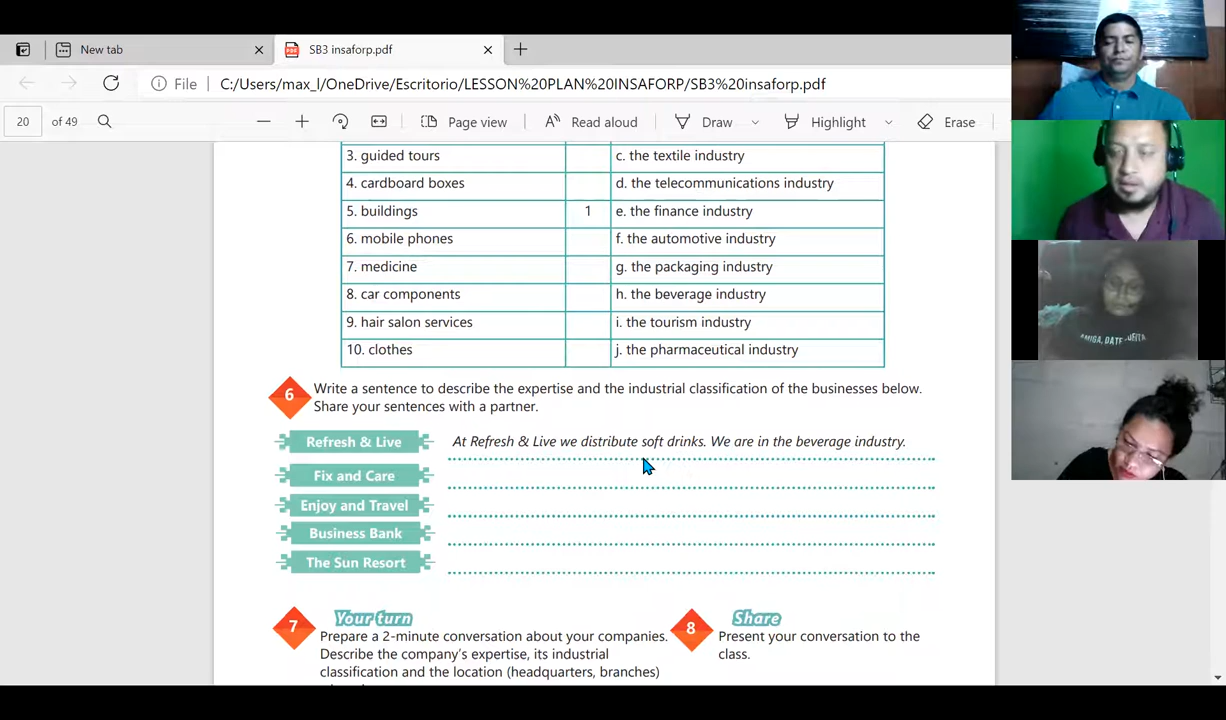 New tab
SB3 insaforp.pdf
File C:/Users/max_l/OneDrive/Escritorio/LESSON%20PLAN%20INSAFORP/SB3%20insaforp.pdf
20 of 49 Page view Read aloud Draw Highlight Erase
3. guided tours c. the textile industry
4. cardboard boxes d. the telecommunications industry
5. buildings 1 e. the finance industry
6. mobile phones f. the automotive industry
7. medicine g. the packaging industry
8. car components h. the beverage industry
9. hair salon services i. the tourism industry
10. clothes j. the pharmaceutical industry
6 Write a sentence to describe the expertise and the industrial classification of the businesses below.
Share your sentences with a partner.
Refresh & Live At Refresh & Live we distribute soft drinks. We are in the beverage industry.
Fix and Care
Enjoy and Travel
Business Bank
The Sun Resort
7 Your turn
Prepare a 2-minute conversation about your companies.
Describe the company's expertise, its industrial
classification and the location (headquarters, branches)
8 Share
Present your conversation to the
class.
AMIGA, DATE